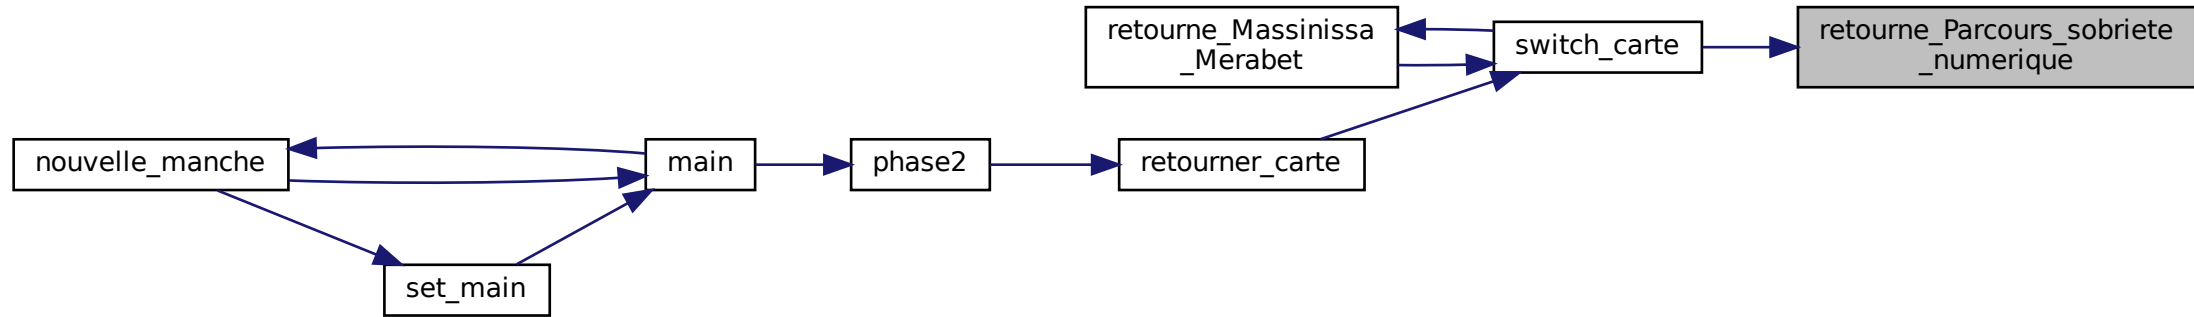 retourne_Massinissa
_Merabet
switch_carte
retourne_Parcours_sobriete
_numerique
nouvelle_manche
main
phase2
retourner_carte
set_main